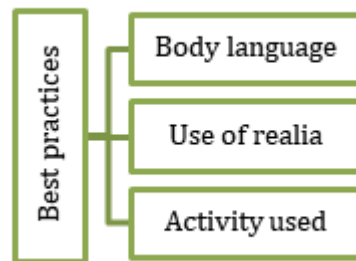 Best practices
Body language
Use of realia
Activity used